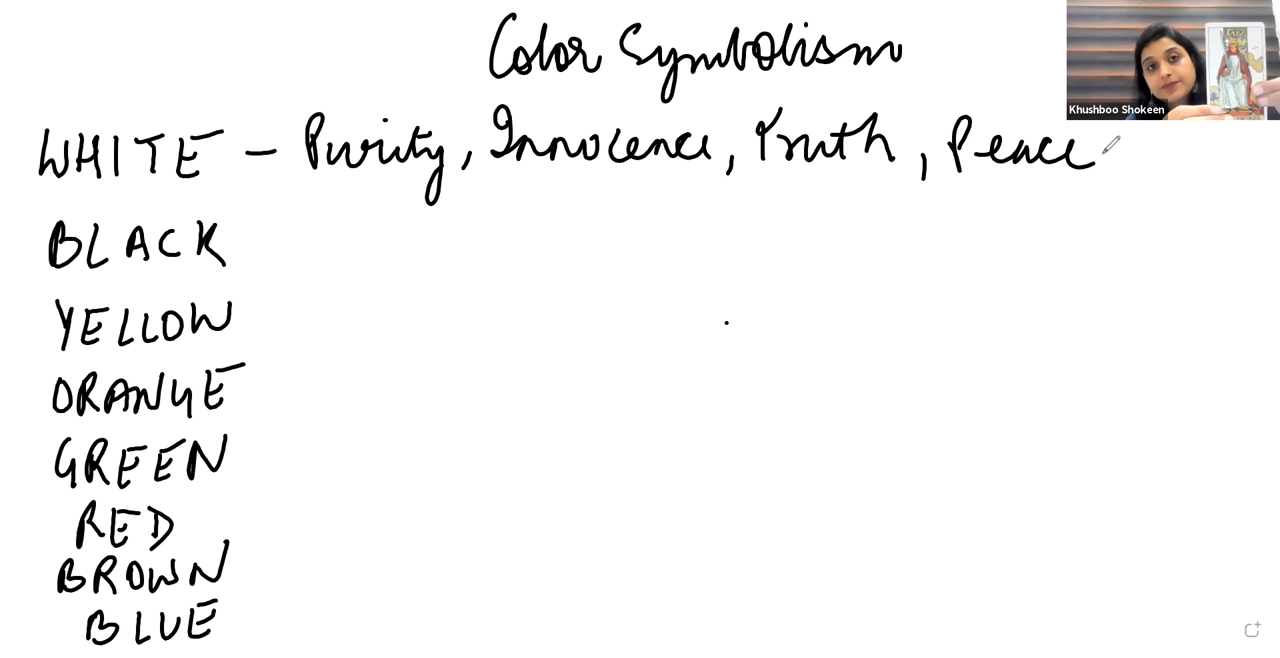 Color Symbolism
Khushboo Shokeen
WHITE - Purity, Innocence, Truth, Peace
BLACK
YELLOW
ORANGE
GREEN
RED
BROWN
BLUE